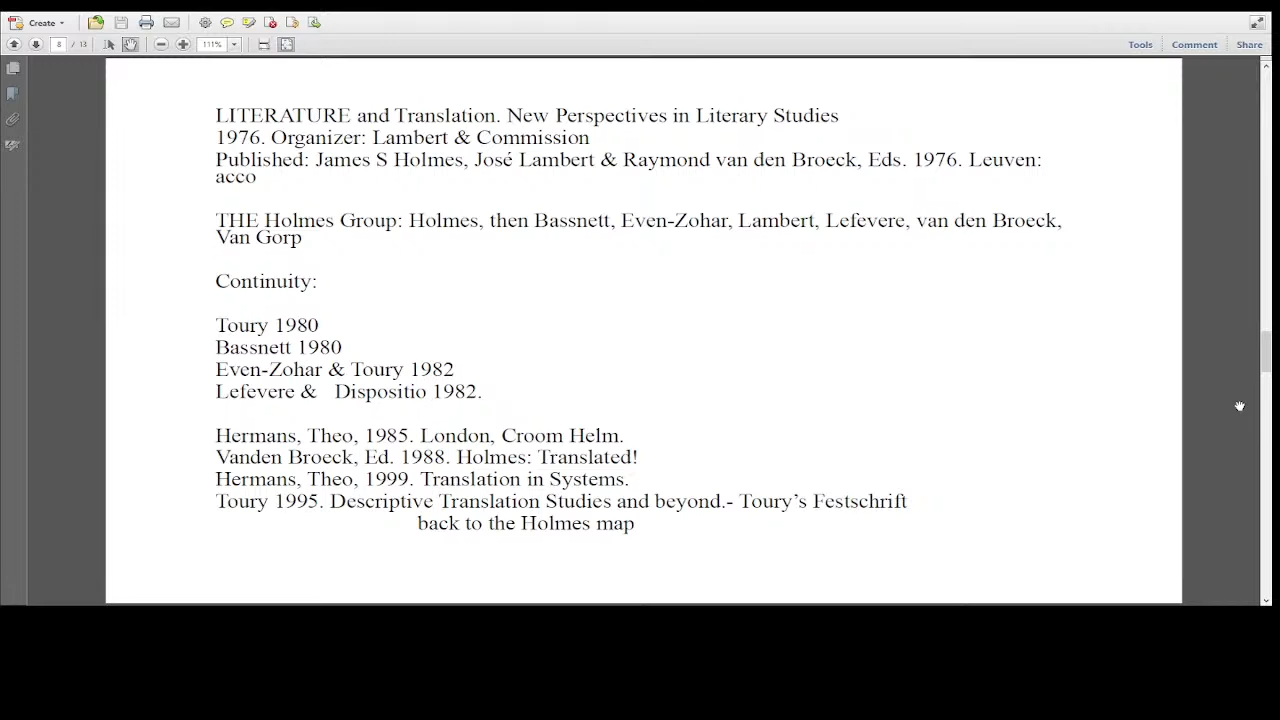 Create
8 / 13
111%
Tools
Comment
Share
LITERATURE and Translation. New Perspectives in Literary Studies
1976. Organizer: Lambert & Commission
Published: James S Holmes, José Lambert & Raymond van den Broeck, Eds. 1976. Leuven:
acco
THE Holmes Group: Holmes, then Bassnett, Even-Zohar, Lambert, Lefevere, van den Broeck,
Van Gorp
Continuity:
Toury 1980
Bassnett 1980
Even-Zohar & Toury 1982
Lefevere & Dispositio 1982.
Hermans, Theo, 1985. London, Croom Helm.
Vanden Broeck, Ed. 1988. Holmes: Translated!
Hermans, Theo, 1999. Translation in Systems.
Toury 1995. Descriptive Translation Studies and beyond.- Toury’s Festschrift
back to the Holmes map